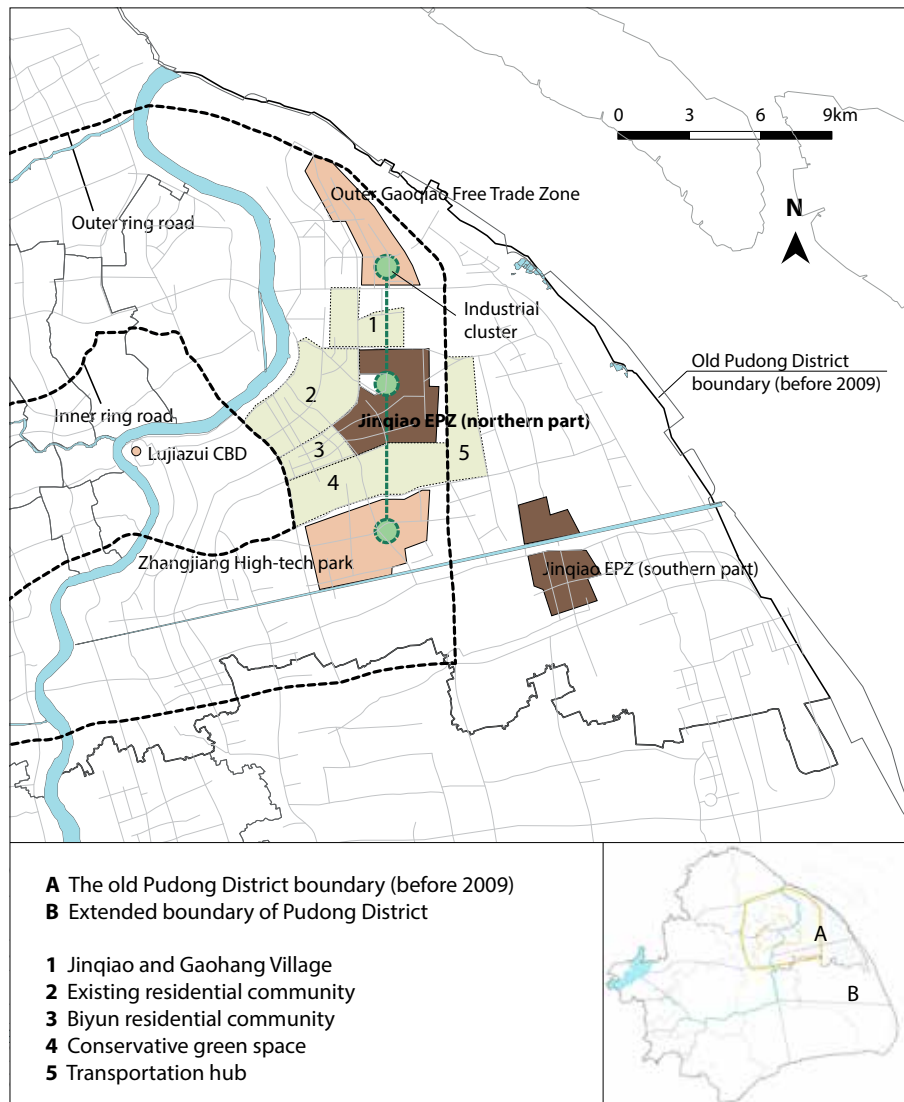 0 3 6 9km
Outer Gaoqiao Free Trade Zone
N
Outer ring road
Industrial
cluster
1
Old Pudong District
boundary (before 2009)
2
Inner ring road
Jinqiao EPZ (northern part)
Lujiazui CBD
3
5
4
Zhangjiang High-tech park
Jinqiao EPZ (southern part)
A The old Pudong District boundary (before 2009)
B Extended boundary of Pudong District
1 Jinqiao and Gaohang Village
2 Existing residential community
3 Biyun residential community
4 Conservative green space
5 Transportation hub
A
B